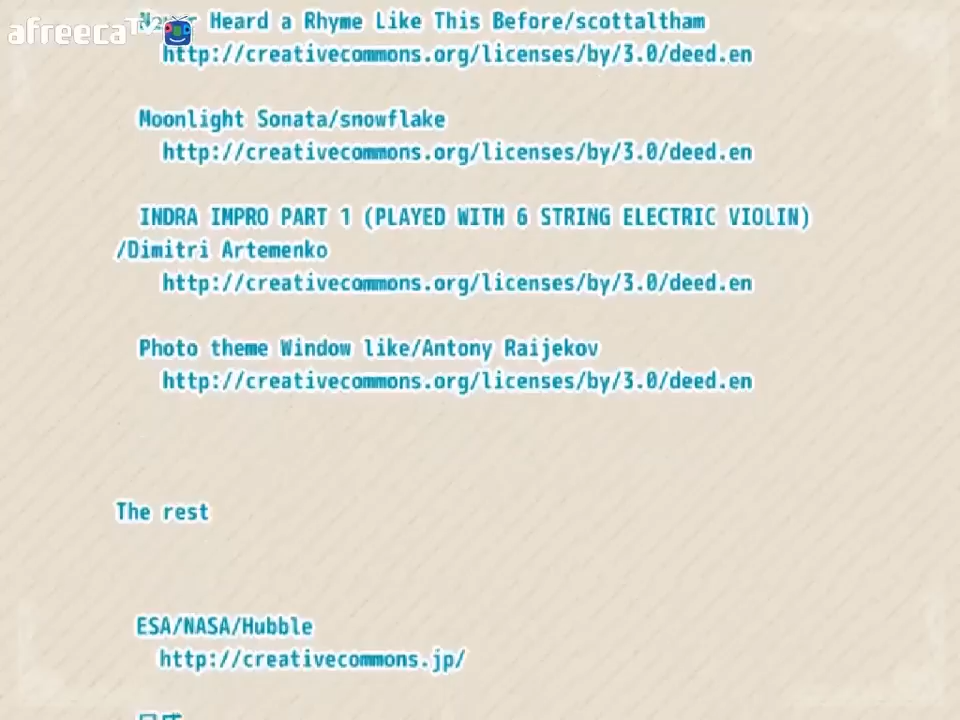 afreecaTV
Never Heard a Rhyme Like This Before/scottaltham
http://creativecommons.org/licenses/by/3.0/deed.en
Moonlight Sonata/snowflake
http://creativecommons.org/licenses/by/3.0/deed.en
INDRA IMPRO PART 1 (PLAYED WITH 6 STRING ELECTRIC VIOLIN)
/Dimitri Artemenko
http://creativecommons.org/licenses/by/3.0/deed.en
Photo theme Window like/Antony Raijekov
http://creativecommons.org/licenses/by/3.0/deed.en
The rest
ESA/NASA/Hubble
http://creativecommons.jp/